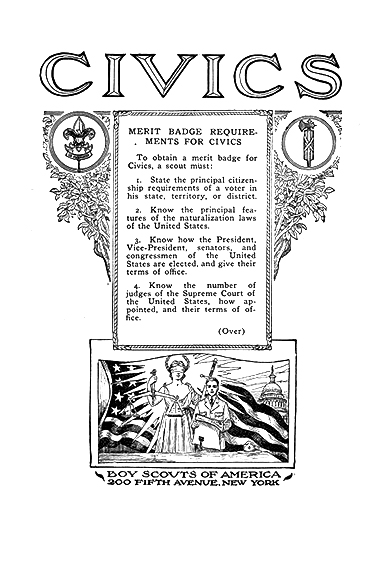 CIVICS
MERIT BADGE REQUIRE-
MENTS FOR CIVICS
To obtain a merit badge for
Civics, a scout must:
1. State the principal citizen-
ship requirements of a voter in
his state, territory, or district.
2. Know the principal fea-
tures of the naturalization laws
of the United States.
3. Know how the President,
Vice-President, senators, and
congressmen of the United
States are elected, and give their
terms of office.
4. Know the number of
judges of the Supreme Court of
the United States, how ap-
pointed, and their terms of of-
fice.
(Over)
BOY SCOUTS OF AMERICA
200 FIFTH AVENUE, NEW YORK